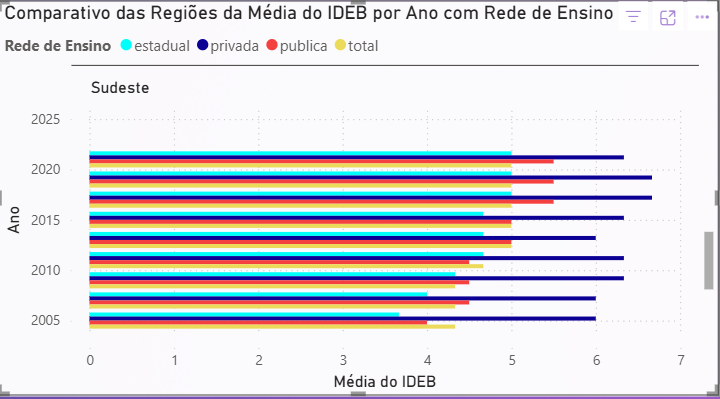 Comparativo das Regiões da Média do IDEB por Ano com Rede de Ensino
Rede de Ensino estadual privada publica total
Sudeste
2025
2020
2015
2010
2005
Ano
0 1 2 3 4 5 6 7
Média do IDEB